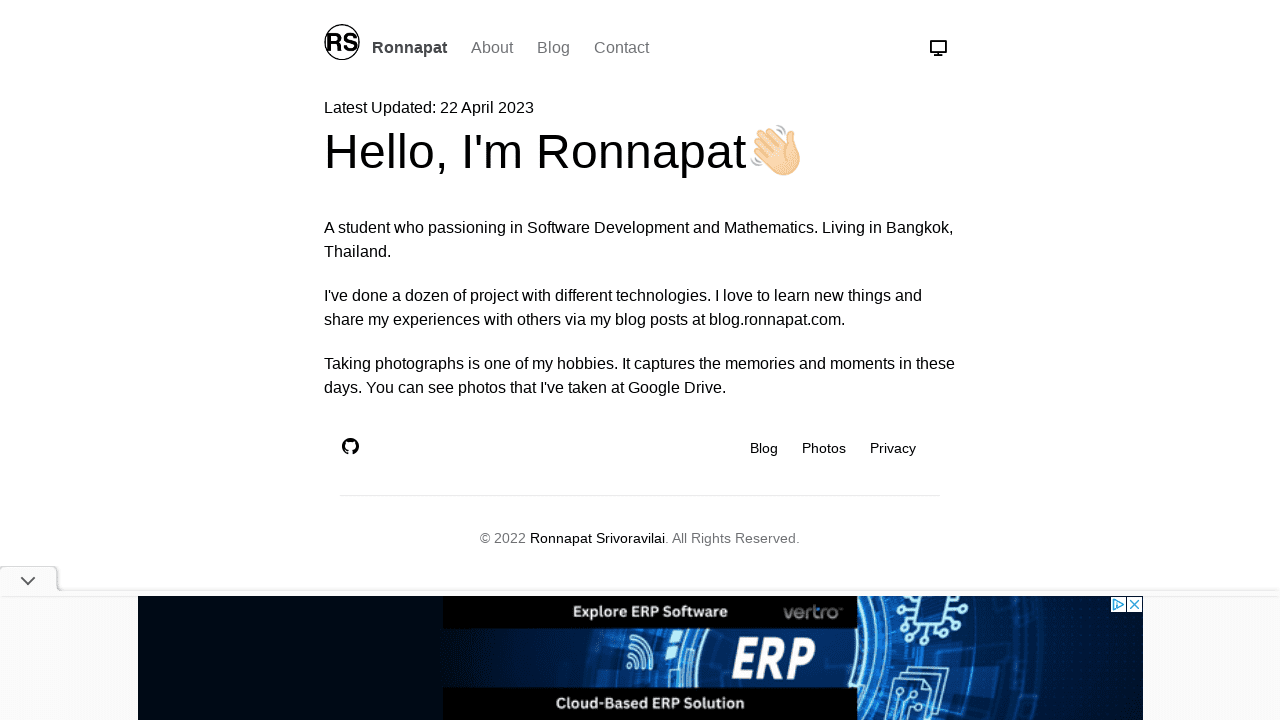 RS Ronnapat About Blog Contact
Latest Updated: 22 April 2023
Hello, I'm Ronnapat👋🏻
A student who passioning in Software Development and Mathematics. Living in Bangkok,
Thailand.
I've done a dozen of project with different technologies. I love to learn new things and
share my experiences with others via my blog posts at blog.ronnapat.com.
Taking photographs is one of my hobbies. It captures the memories and moments in these
days. You can see photos that I've taken at Google Drive.
Blog Photos Privacy
© 2022 Ronnapat Srivoravilai. All Rights Reserved.
Explore ERP Software vertro
ERP
Cloud-Based ERP Solution